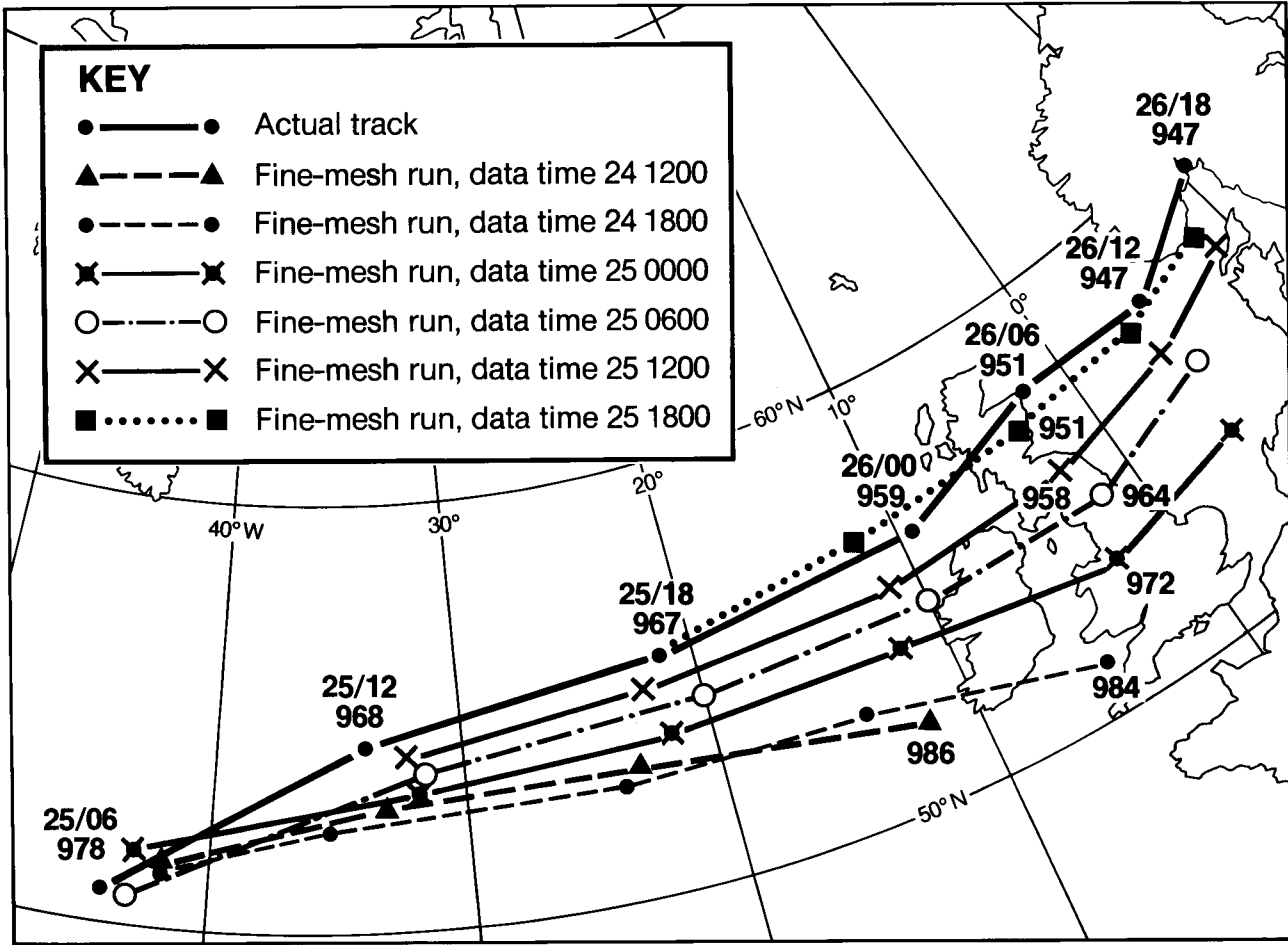 KEY
Actual track
Fine-mesh run, data time 24 1200
Fine-mesh run, data time 24 1800
Fine-mesh run, data time 25 0000
Fine-mesh run, data time 25 0600
Fine-mesh run, data time 25 1200
Fine-mesh run, data time 25 1800
26/18
947
26/12
947
0°
26/06
951
60° N
10°
951
26/00
959
20°
958
964
40° W
30°
972
25/18
967
984
25/12
968
986
50° N
25/06
978